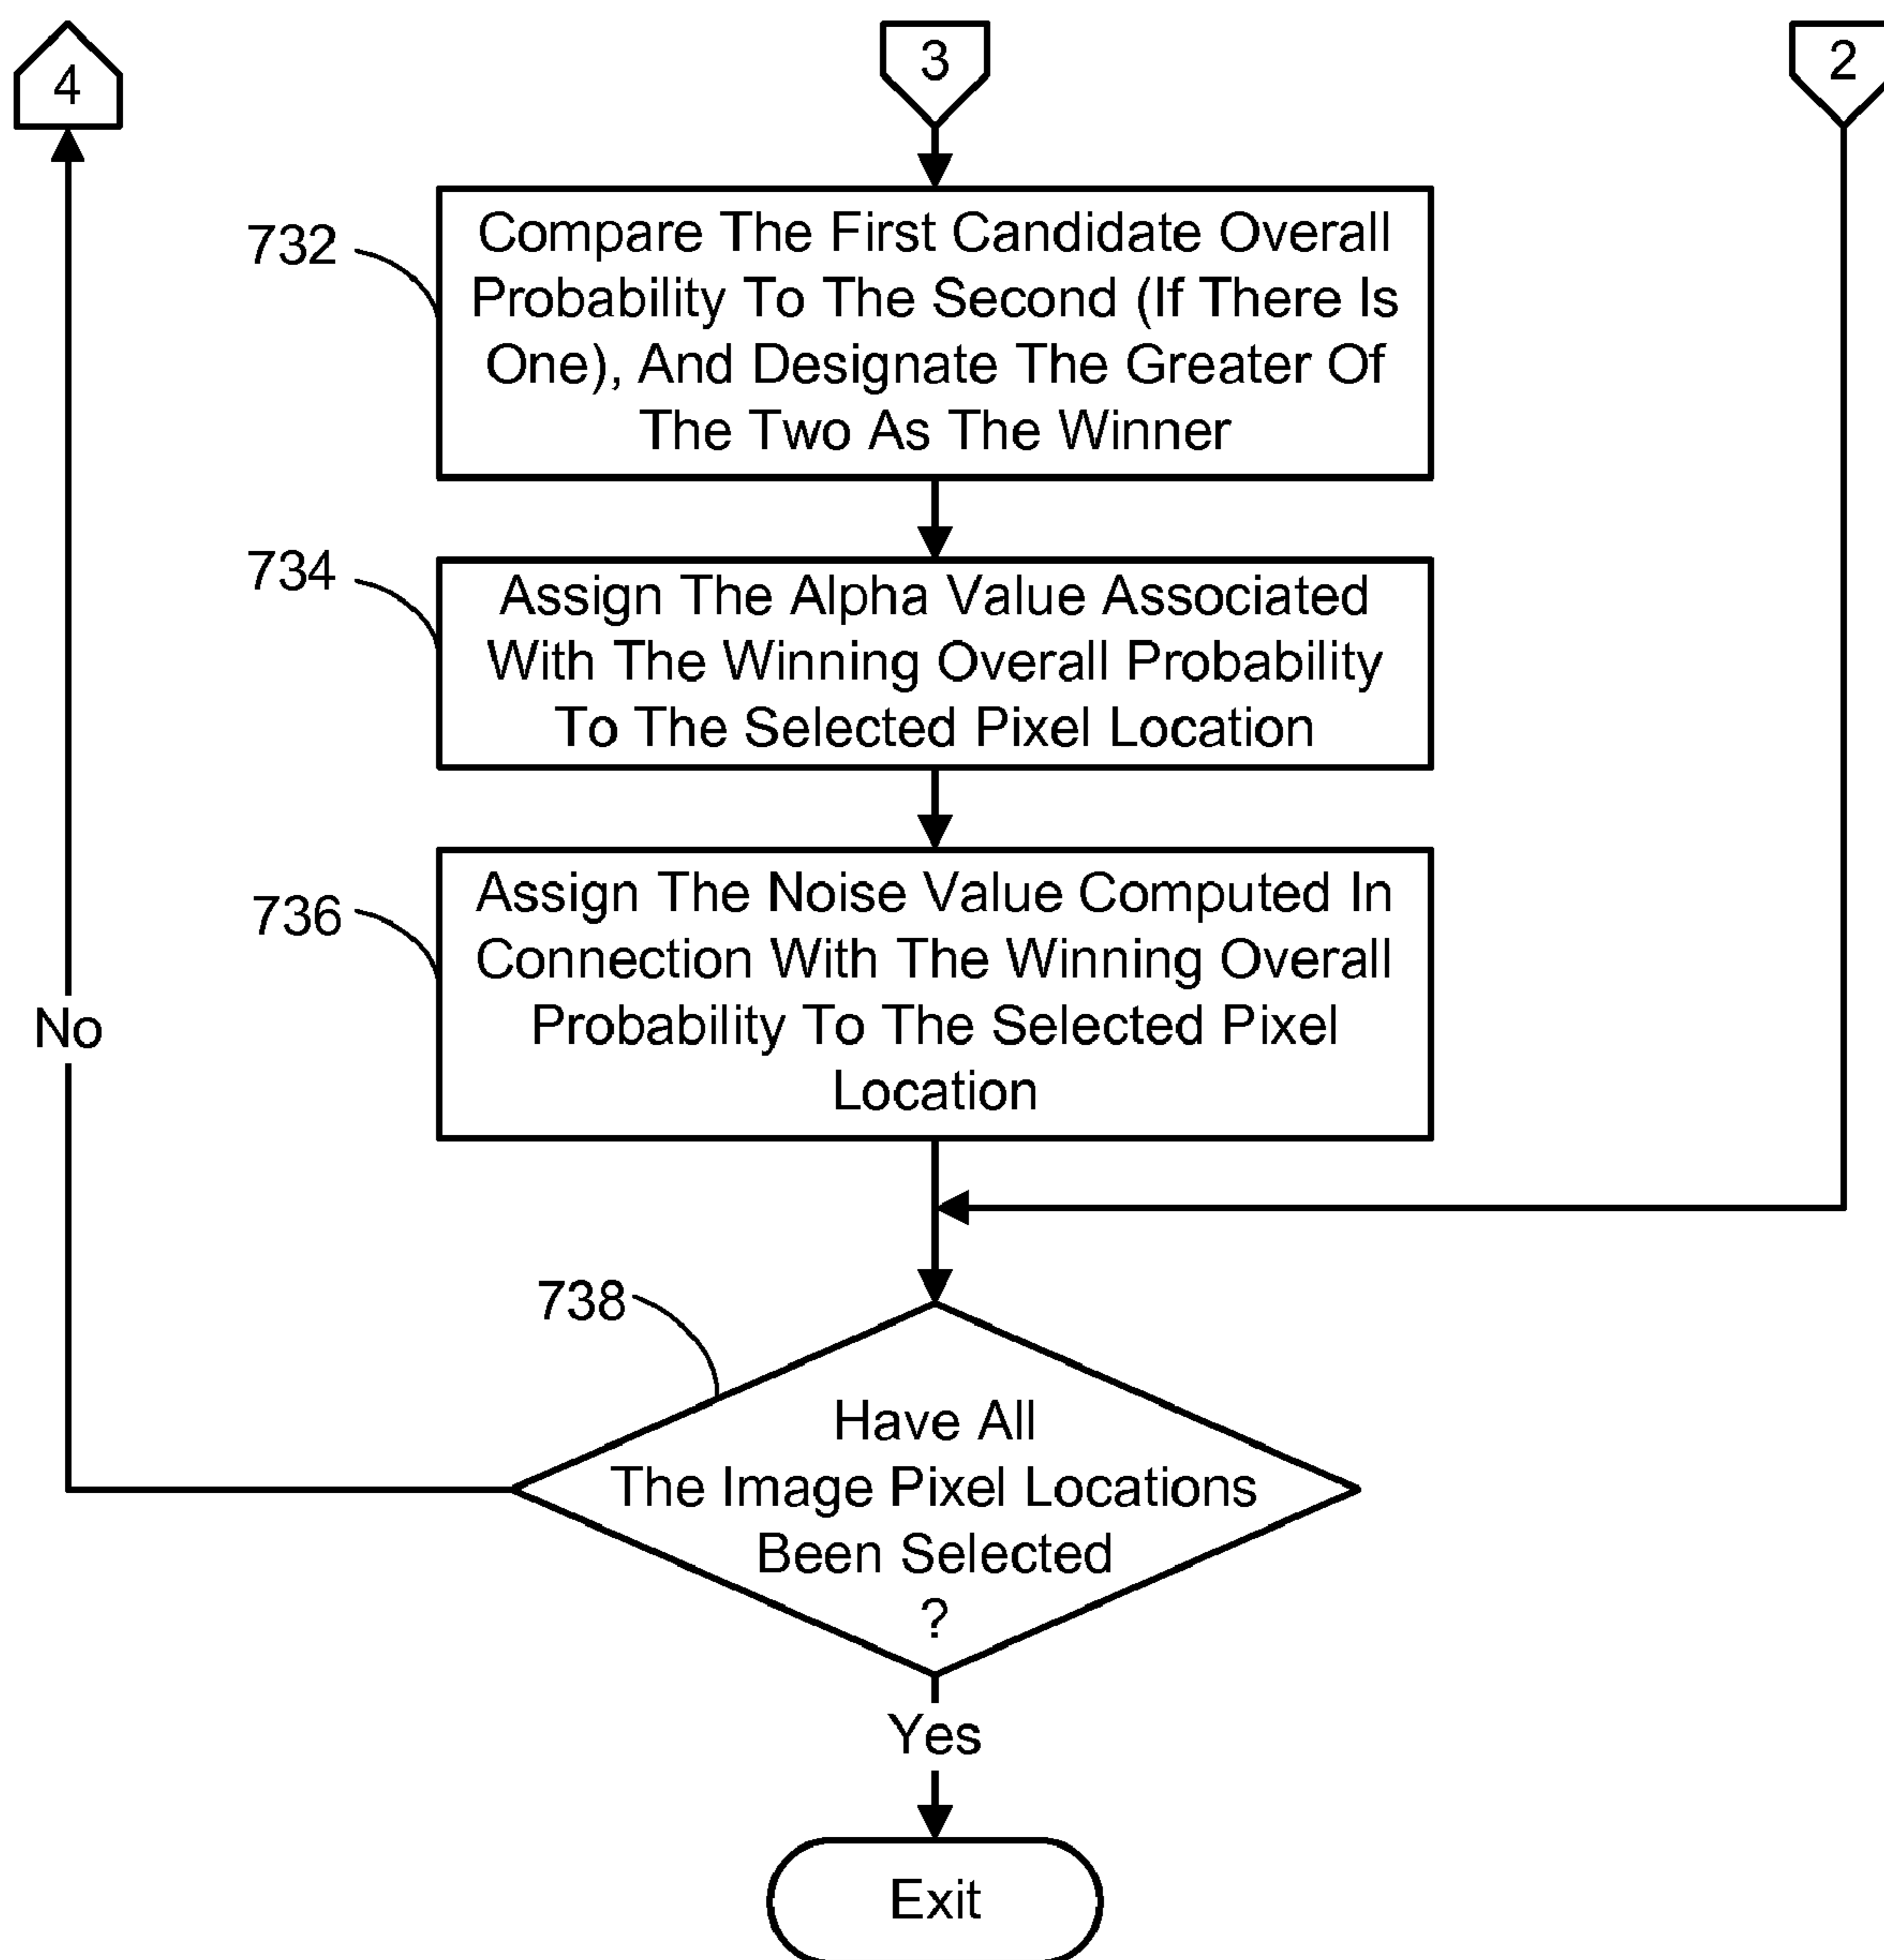 4
3
2
732
Compare The First Candidate Overall
Probability To The Second (If There Is
One), And Designate The Greater Of
The Two As The Winner
734
Assign The Alpha Value Associated
With The Winning Overall Probability
To The Selected Pixel Location
736
Assign The Noise Value Computed In
Connection With The Winning Overall
Probability To The Selected Pixel
Location
No
738
Have All
The Image Pixel Locations
Been Selected
?
Yes
Exit